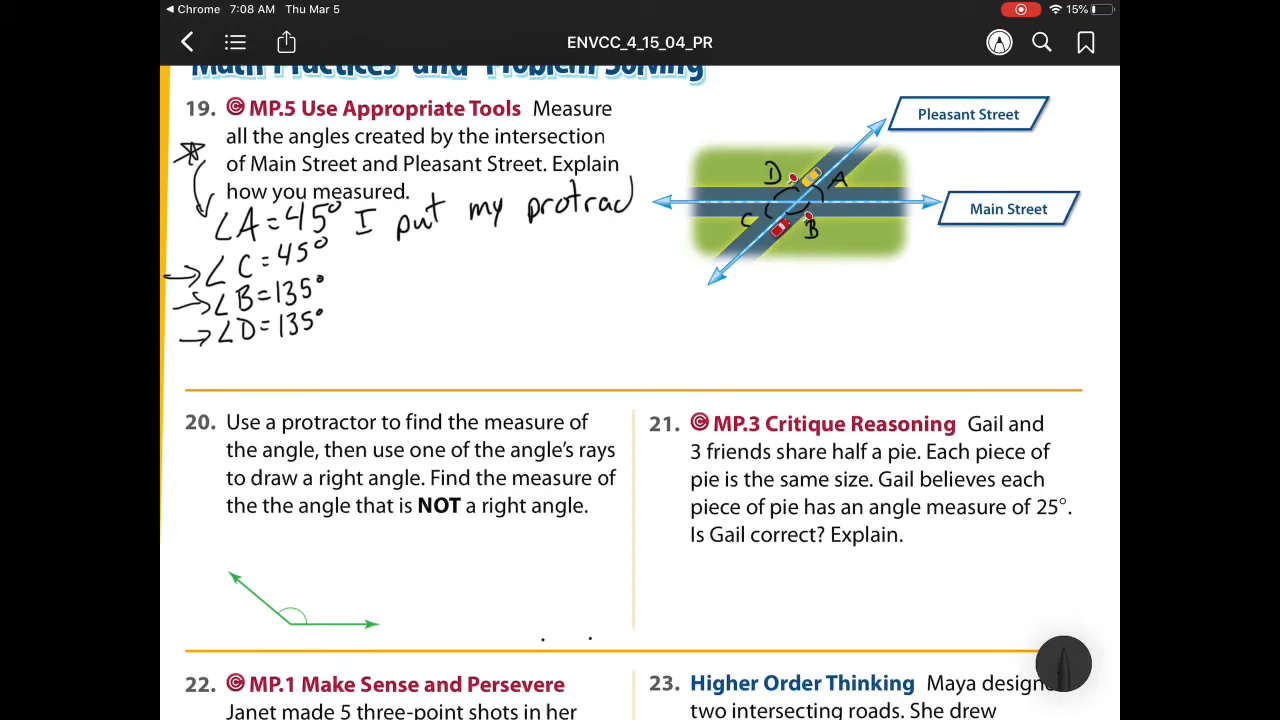 Chrome 7:08 AM Thu Mar 5
15%
ENVCC_4_15_04_PR
Math Practices and Problem Solving
19. MP.5 Use Appropriate Tools Measure
all the angles created by the intersection
of Main Street and Pleasant Street. Explain
how you measured.
∠A = 45° I put my protrac
∠C = 45°
∠B = 135°
∠D = 135°
Pleasant Street
Main Street
D
A
C
B
20. Use a protractor to find the measure of
the angle, then use one of the angle's rays
to draw a right angle. Find the measure of
the the angle that is NOT a right angle.
21. MP.3 Critique Reasoning Gail and
3 friends share half a pie. Each piece of
pie is the same size. Gail believes each
piece of pie has an angle measure of 25°.
Is Gail correct? Explain.
22. MP.1 Make Sense and Persevere
Janet made 5 three-point shots in her
23. Higher Order Thinking Maya design
two intersecting roads. She drew